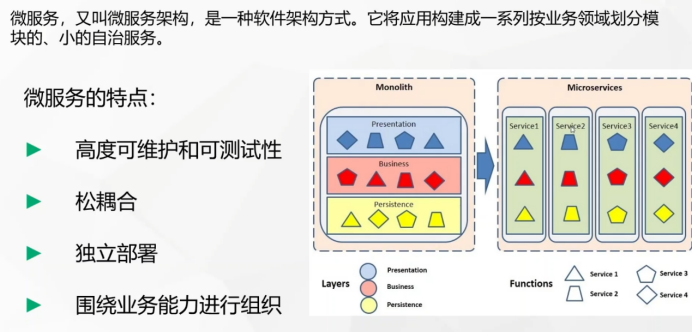 微服务，又叫微服务架构，是一种软件架构方式。它将应用构建成一系列按业务领域划分模
块的、小的自治服务。
微服务的特点：
高度可维护和可测试性
松耦合
独立部署
围绕业务能力进行组织
Monolith
Presentation
Business
Persistence
Microservices
Service1
Service2
Service3
Service4
Layers
Presentation
Business
Persistence
Functions
Service 1
Service 2
Service 3
Service 4